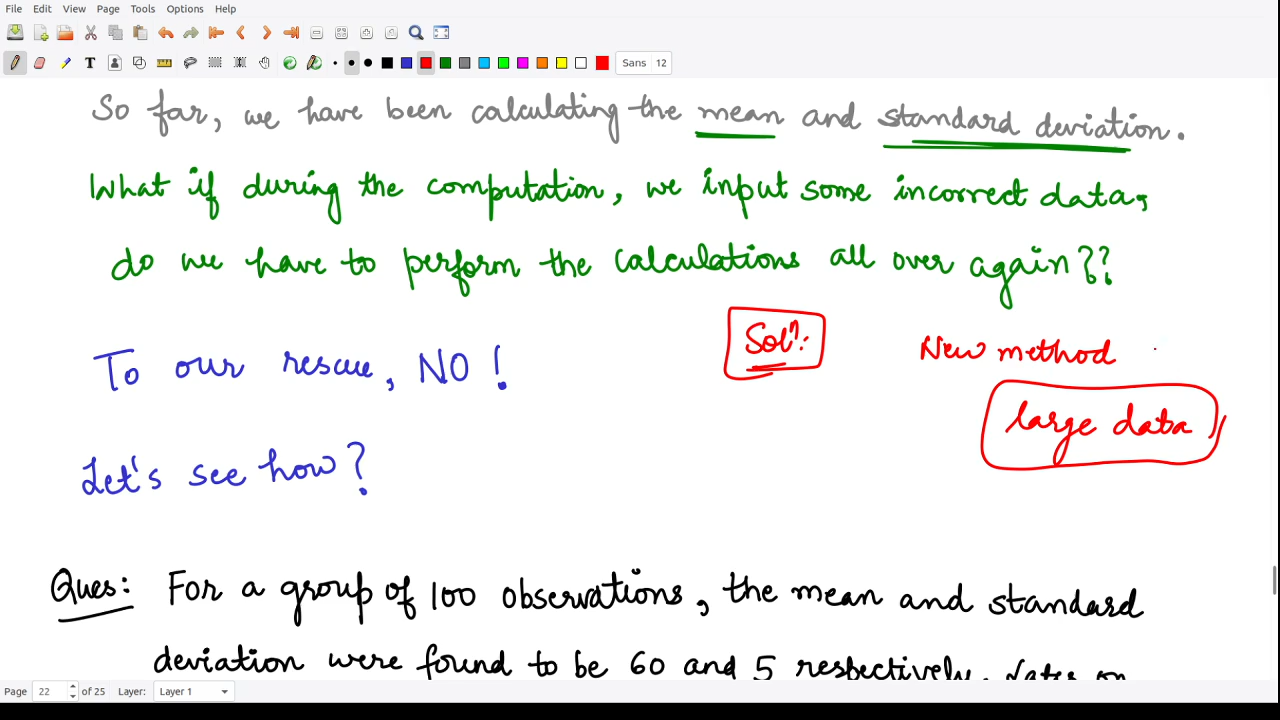 File Edit View Page Tools Options Help
Sans 12
So far, we have been calculating the mean and standard deviation.
What if during the computation, we input some incorrect data,
do we have to perform the calculations all over again??
Solⁿ:
New method
To our rescue, NO!
large data
Let's see how?
Ques: For a group of 100 observations, the mean and standard
deviation were found to be 60 and 5 respectively. Later on
Page 22 of 25 Layer: Layer 1